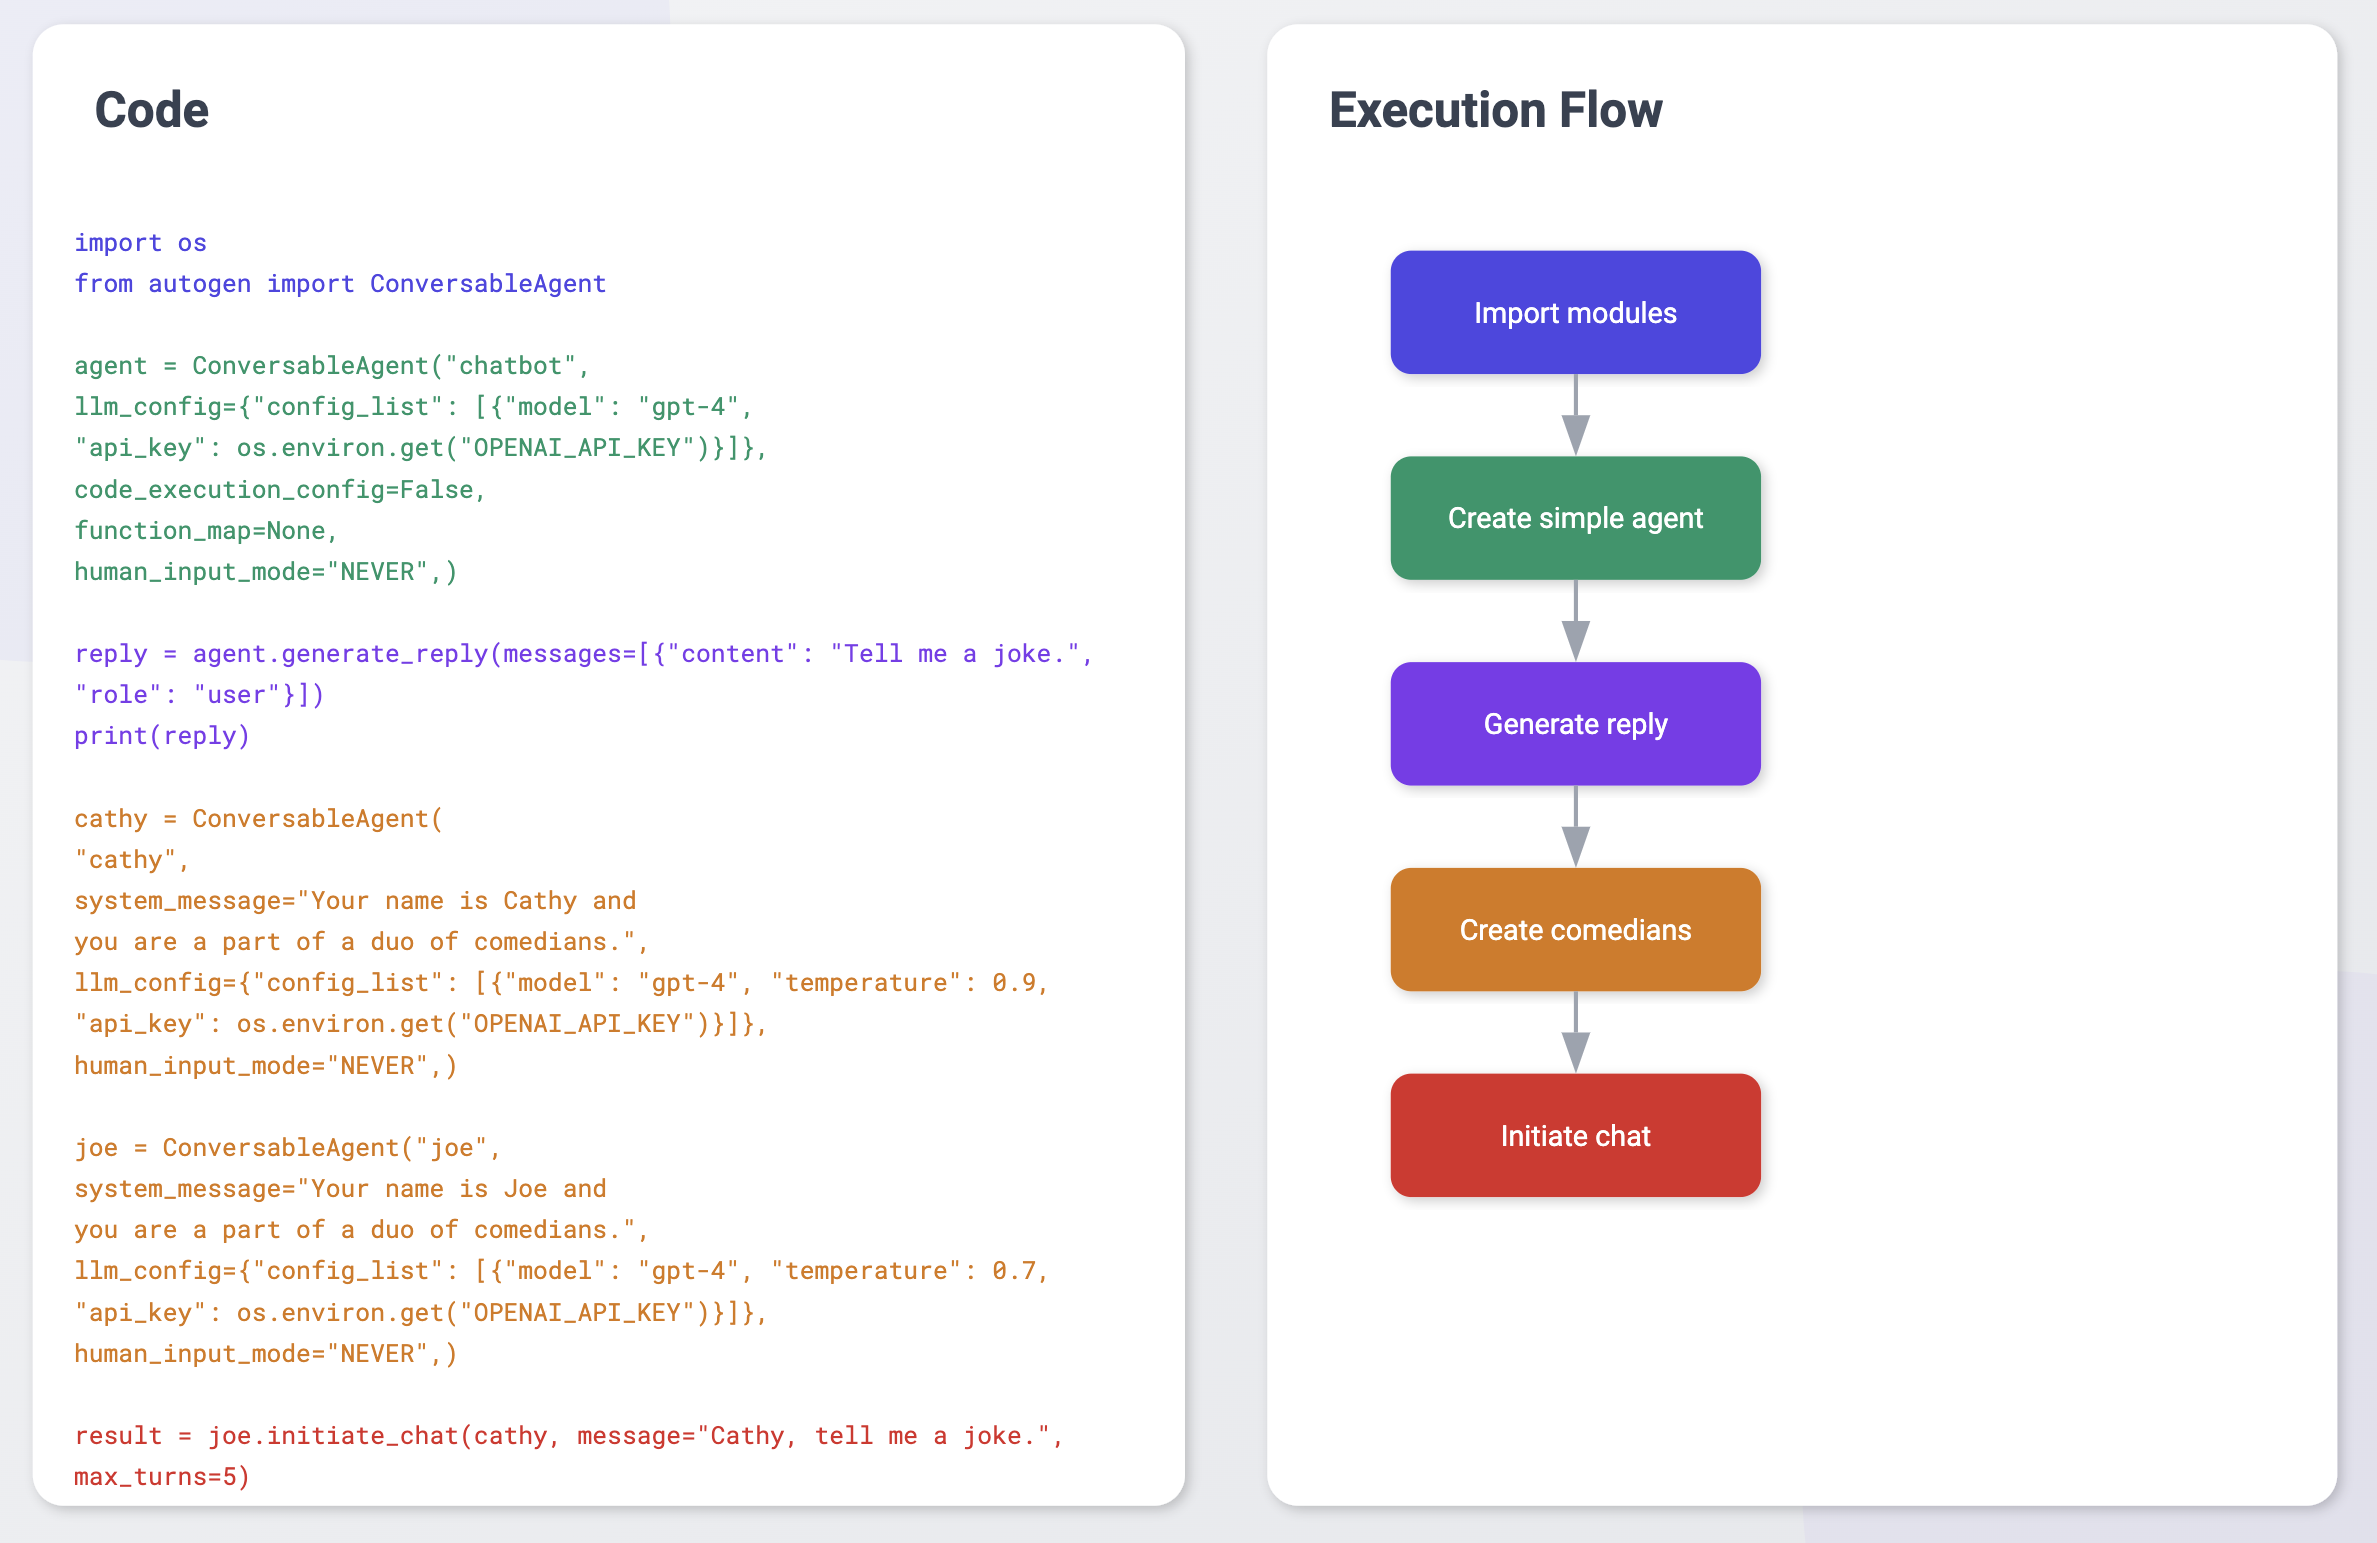 Code
import os
from autogen import ConversableAgent
agent = ConversableAgent("chatbot",
llm_config={"config_list": [{"model": "gpt-4",
"api_key": os.environ.get("OPENAI_API_KEY")}]},
code_execution_config=False,
function_map=None,
human_input_mode="NEVER",)
reply = agent.generate_reply(messages=[{"content": "Tell me a joke.",
"role": "user"}])
print(reply)
cathy = ConversableAgent(
"cathy",
system_message="Your name is Cathy and
you are a part of a duo of comedians.",
llm_config={"config_list": [{"model": "gpt-4", "temperature": 0.9,
"api_key": os.environ.get("OPENAI_API_KEY")}]},
human_input_mode="NEVER",)
joe = ConversableAgent("joe",
system_message="Your name is Joe and
you are a part of a duo of comedians.",
llm_config={"config_list": [{"model": "gpt-4", "temperature": 0.7,
"api_key": os.environ.get("OPENAI_API_KEY")}]},
human_input_mode="NEVER",)
result = joe.initiate_chat(cathy, message="Cathy, tell me a joke.",
max_turns=5)
Execution Flow
Import modules
Create simple agent
Generate reply
Create comedians
Initiate chat